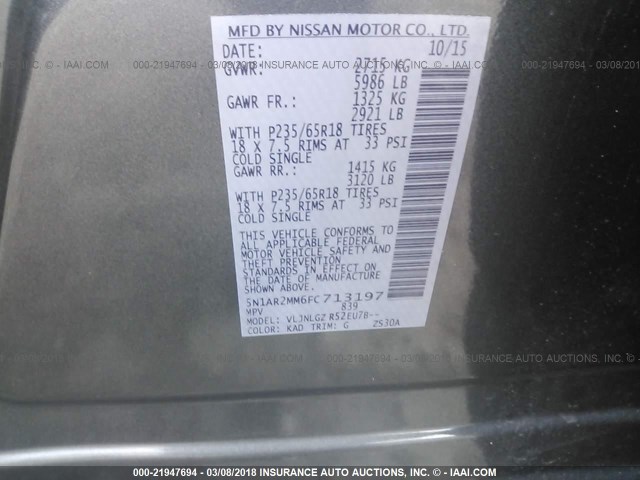 MFD BY NISSAN MOTOR CO., LTD.
DATE: 10/15
GVWR: 2715 KG
5986 LB
GAWR FR.: 1325 KG
2921 LB
WITH P235/65R18 TIRES
18 X 7.5 RIMS AT 33 PSI
COLD SINGLE
GAWR RR.: 1415 KG
3120 LB
WITH P235/65R18 TIRES
18 X 7.5 RIMS AT 33 PSI
COLD SINGLE
THIS VEHICLE CONFORMS TO
ALL APPLICABLE FEDERAL
MOTOR VEHICLE SAFETY AND
THEFT PREVENTION
STANDARDS IN EFFECT ON
THE DATE OF MANUFACTURE
5N1AR2MM6FC713197
MPV 839
MODEL: VLJNLGZ R52EU7B--
COLOR: KAD TRIM: G ZS30A
000-21947694 - 03/08/2018 INSURANCE AUTO AUCTIONS, INC. - © IAAI.COM